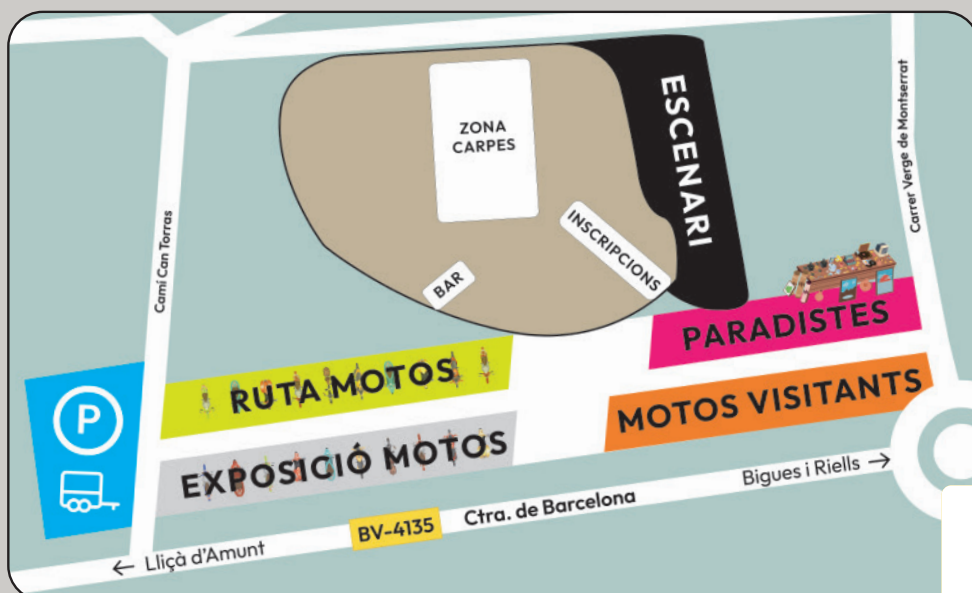 ZONA
CARPES
ESCENARI
INSCRIPCIONS
BAR
Camí Can Torras
Carrer Verge de Montserrat
PARADISTES
RUTA MOTOS
MOTOS VISITANTS
P
EXPOSICIÓ MOTOS
Bigues i Riells →
BV-4135 Ctra. de Barcelona
← Lliçà d'Amunt